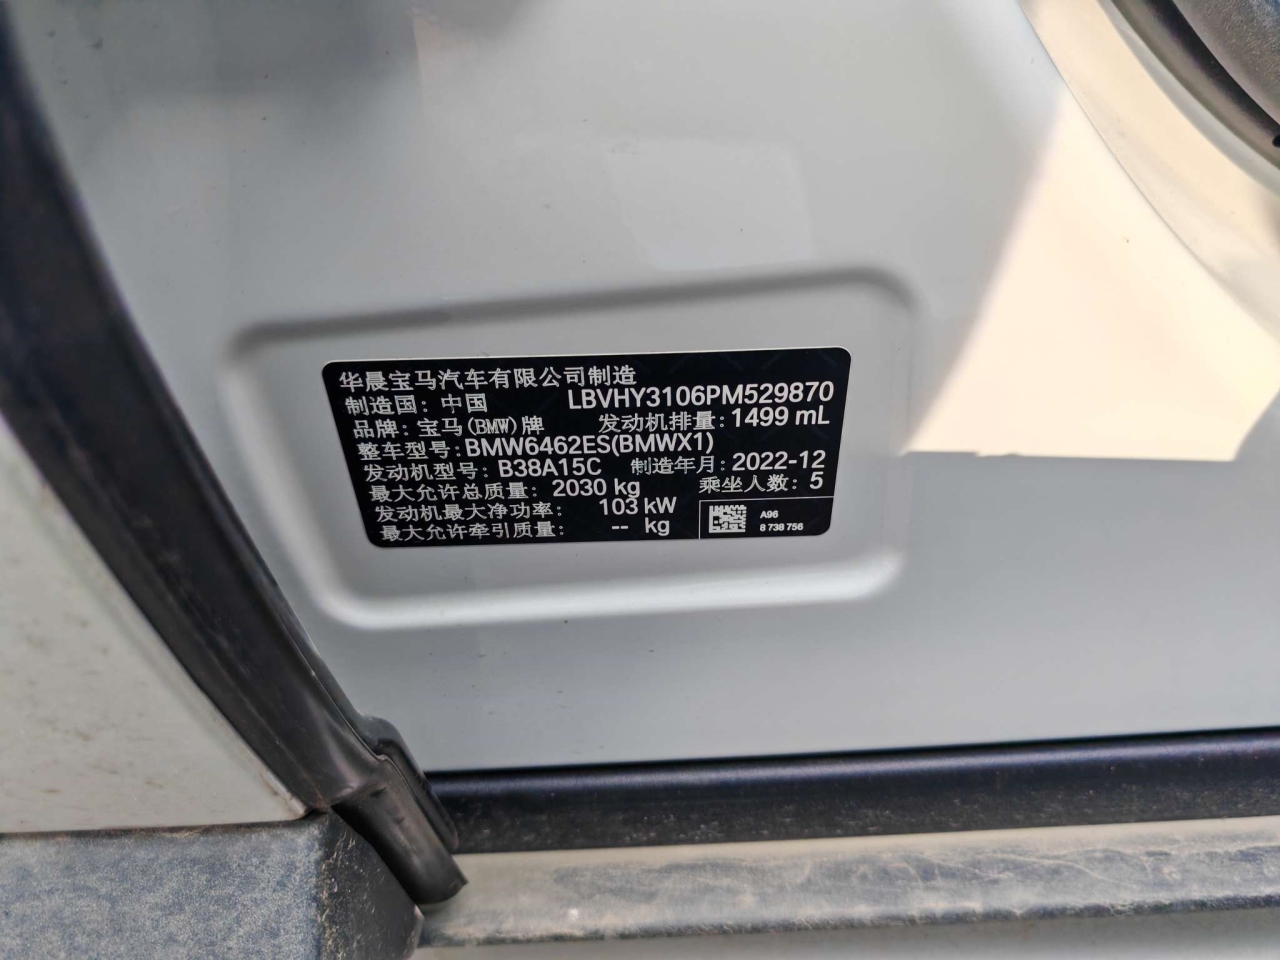 华晨宝马汽车有限公司制造
制造国：中国 LBVHY3106PM529870
品牌：宝马(BMW)牌 发动机排量：1499 mL
整车型号：BMW6462ES(BMWX1)
发动机型号：B38A15C 制造年月：2022-12
最大允许总质量：2030 kg 乘坐人数：5
发动机最大净功率：103 kW
最大允许牵引质量：-- kg
A96
8 738 756